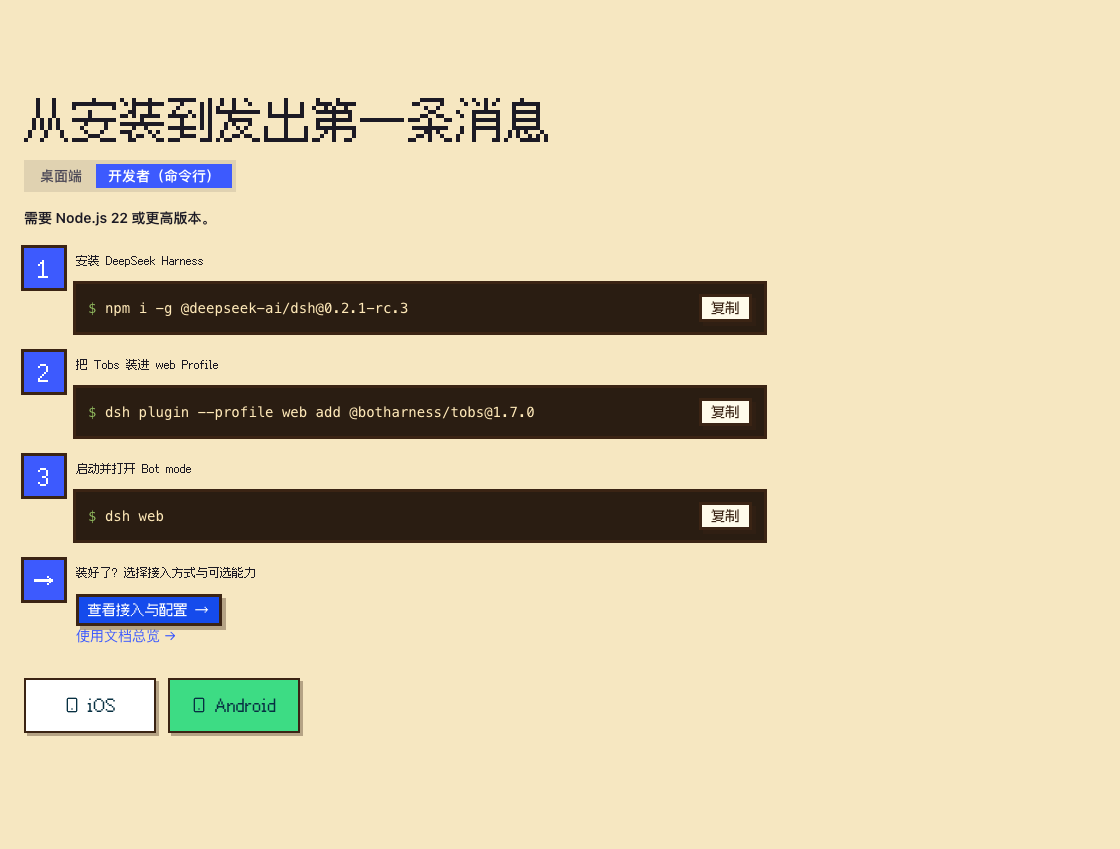 从安装到发出第一条消息
桌面端 开发者（命令行）
需要 Node.js 22 或更高版本。
1 安装 DeepSeek Harness
$ npm i -g @deepseek-ai/dsh@0.2.1-rc.3 复制
2 把 Tobs 装进 web Profile
$ dsh plugin --profile web add @botharness/tobs@1.7.0 复制
3 启动并打开 Bot mode
$ dsh web 复制
→ 装好了? 选择接入方式与可选能力
查看接入与配置 →
使用文档总览 →
iOS Android